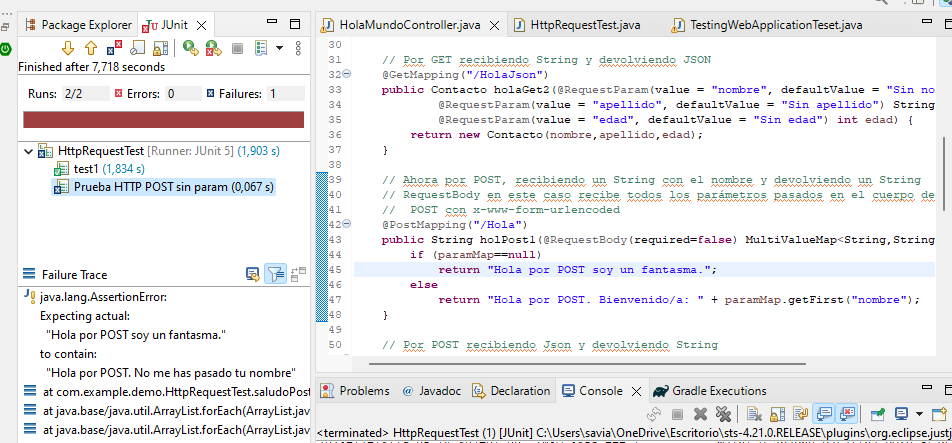 Package Explorer
JUnit
Finished after 7,718 seconds
Runs: 2/2
Errors: 0
Failures: 1
HttpRequestTest [Runner: JUnit 5] (1,903 s)
test1 (1,834 s)
Prueba HTTP POST sin param (0,067 s)
Failure Trace
java.lang.AssertionError:
Expecting actual:
"Hola por POST soy un fantasma."
to contain:
"Hola por POST. No me has pasado tu nombre"
at com.example.demo.HttpRequestTest.saludoPost
at java.base/java.util.ArrayList.forEach(ArrayList.jav
at java.base/java.util.ArrayList.forEach(ArrayList.jav
HolaMundoController.java
HttpRequestTest.java
TestingWebApplicationTeset.java
30
31 // Por GET recibiendo String y devolviendo JSON
32 @GetMapping("/HolaJson")
33 public Contacto holaGet2(@RequestParam(value = "nombre", defaultValue = "Sin no
34 @RequestParam(value = "apellido", defaultValue = "Sin apellido") String
35 @RequestParam(value = "edad", defaultValue = "Sin edad") int edad) {
36 return new Contacto(nombre,apellido,edad);
37 }
38
39 // Ahora por POST, recibiendo un String con el nombre y devolviendo un String
40 // RequestBody en este caso recibe todos los parámetros pasados en el cuerpo de
41 // POST con x-www-form-urlencoded
42 @PostMapping("/Hola")
43 public String holPost1(@RequestBody(required=false) MultiValueMap<String,String
44 if (paramMap==null)
45 return "Hola por POST soy un fantasma.";
46 else
47 return "Hola por POST. Bienvenido/a: " + paramMap.getFirst("nombre");
48 }
49
50 // Por POST recibiendo Json y devolviendo String
Problems
Javadoc
Declaration
Console
Gradle Executions
<terminated> HttpRequestTest (1) [JUnit] C:\Users\savia\OneDrive\Escritorio\sts-4.21.0.RELEASE\plugins\org.eclipse.justj